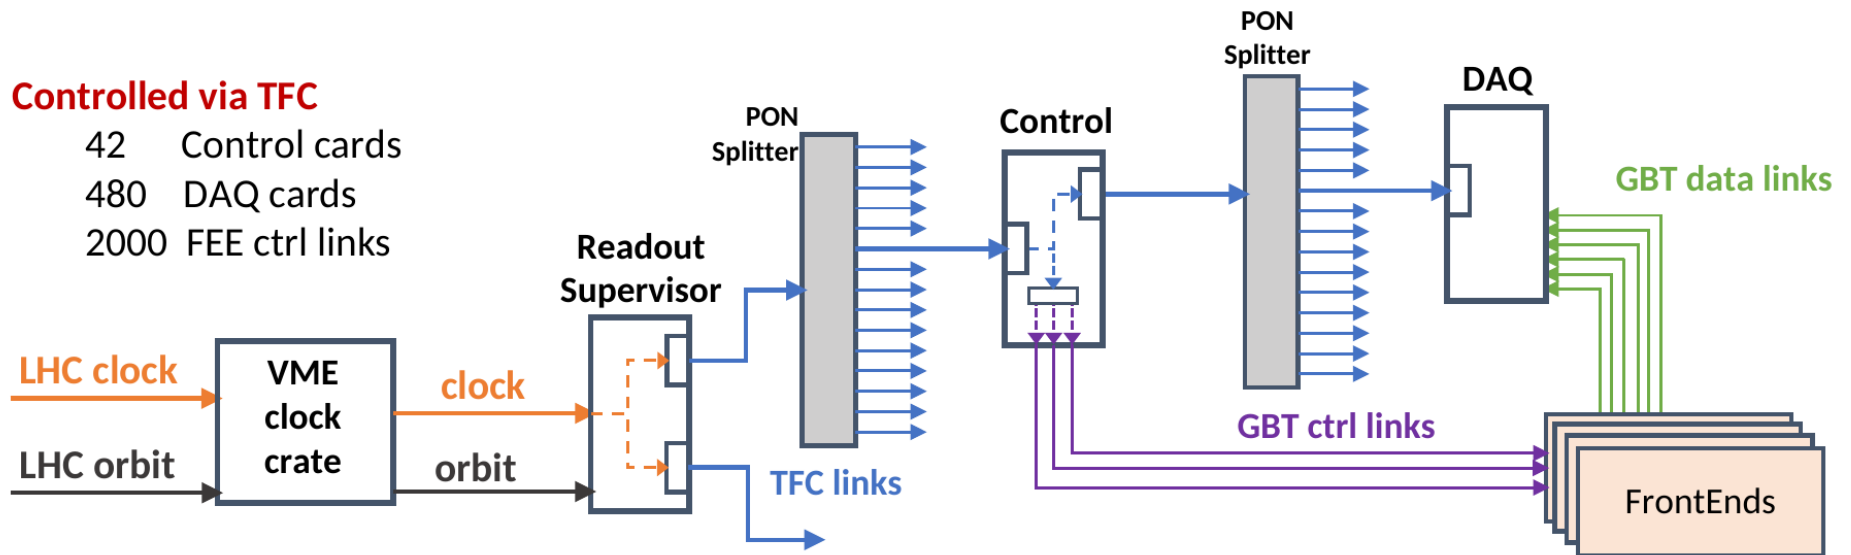 Controlled via TFC
42 Control cards
480 DAQ cards
2000 FEE ctrl links
LHC clock
LHC orbit
VME
clock
crate
clock
orbit
Readout
Supervisor
PON
Splitter
TFC links
Control
PON
Splitter
DAQ
GBT data links
GBT ctrl links
FrontEnds